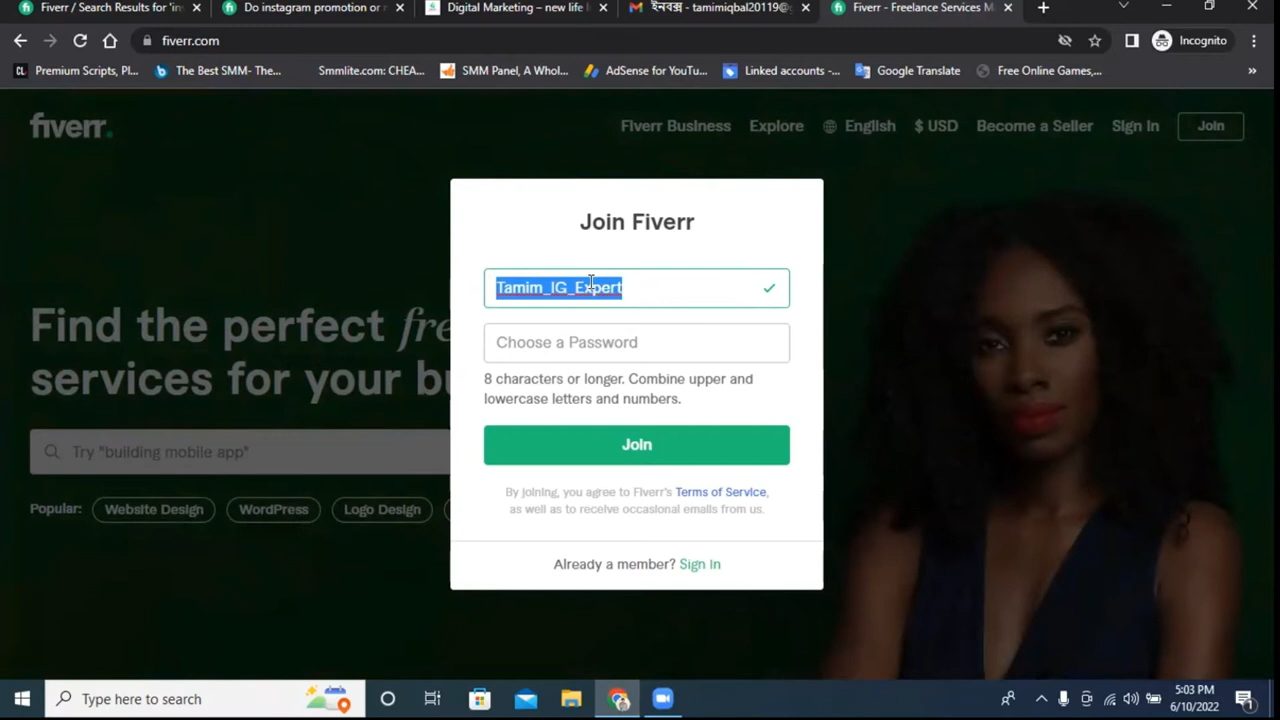 Fiverr / Search Results for 'in
Do instagram promotion or
Digital Marketing – new life
ইনবক্স - tamimiqbal20119@
Fiverr - Freelance Services M
fiverr.com
Incognito
Premium Scripts, Pl...
The Best SMM- The...
Smmlite.com: CHEA...
SMM Panel, A Whol...
AdSense for YouTu...
Linked accounts -...
Google Translate
Free Online Games,...
fiverr.
Fiverr Business
Explore
English
$ USD
Become a Seller
Sign In
Join
Join Fiverr
Tamim_IG_Expert
Choose a Password
8 characters or longer. Combine upper and
lowercase letters and numbers.
Join
By joining, you agree to Fiverr's Terms of Service,
as well as to receive occasional emails from us.
Already a member? Sign In
Find the perfect fre
services for your bu
Try "building mobile app"
Popular:
Website Design
WordPress
Logo Design
Type here to search
5:03 PM
6/10/2022
1